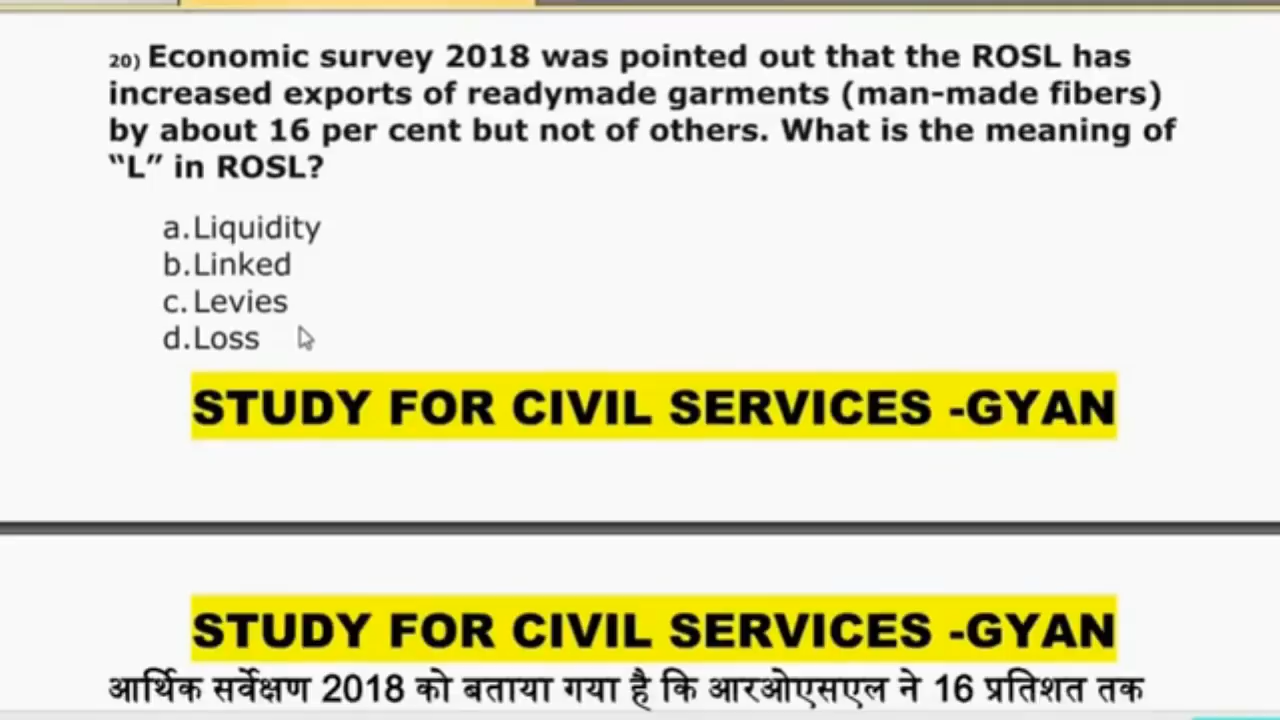 20) Economic survey 2018 was pointed out that the ROSL has
increased exports of readymade garments (man-made fibers)
by about 16 per cent but not of others. What is the meaning of
“L” in ROSL?
a.Liquidity
b.Linked
c.Levies
d.Loss
STUDY FOR CIVIL SERVICES -GYAN
STUDY FOR CIVIL SERVICES -GYAN
आर्थिक सर्वेक्षण 2018 को बताया गया है कि आरओएसएल ने 16 प्रतिशत तक